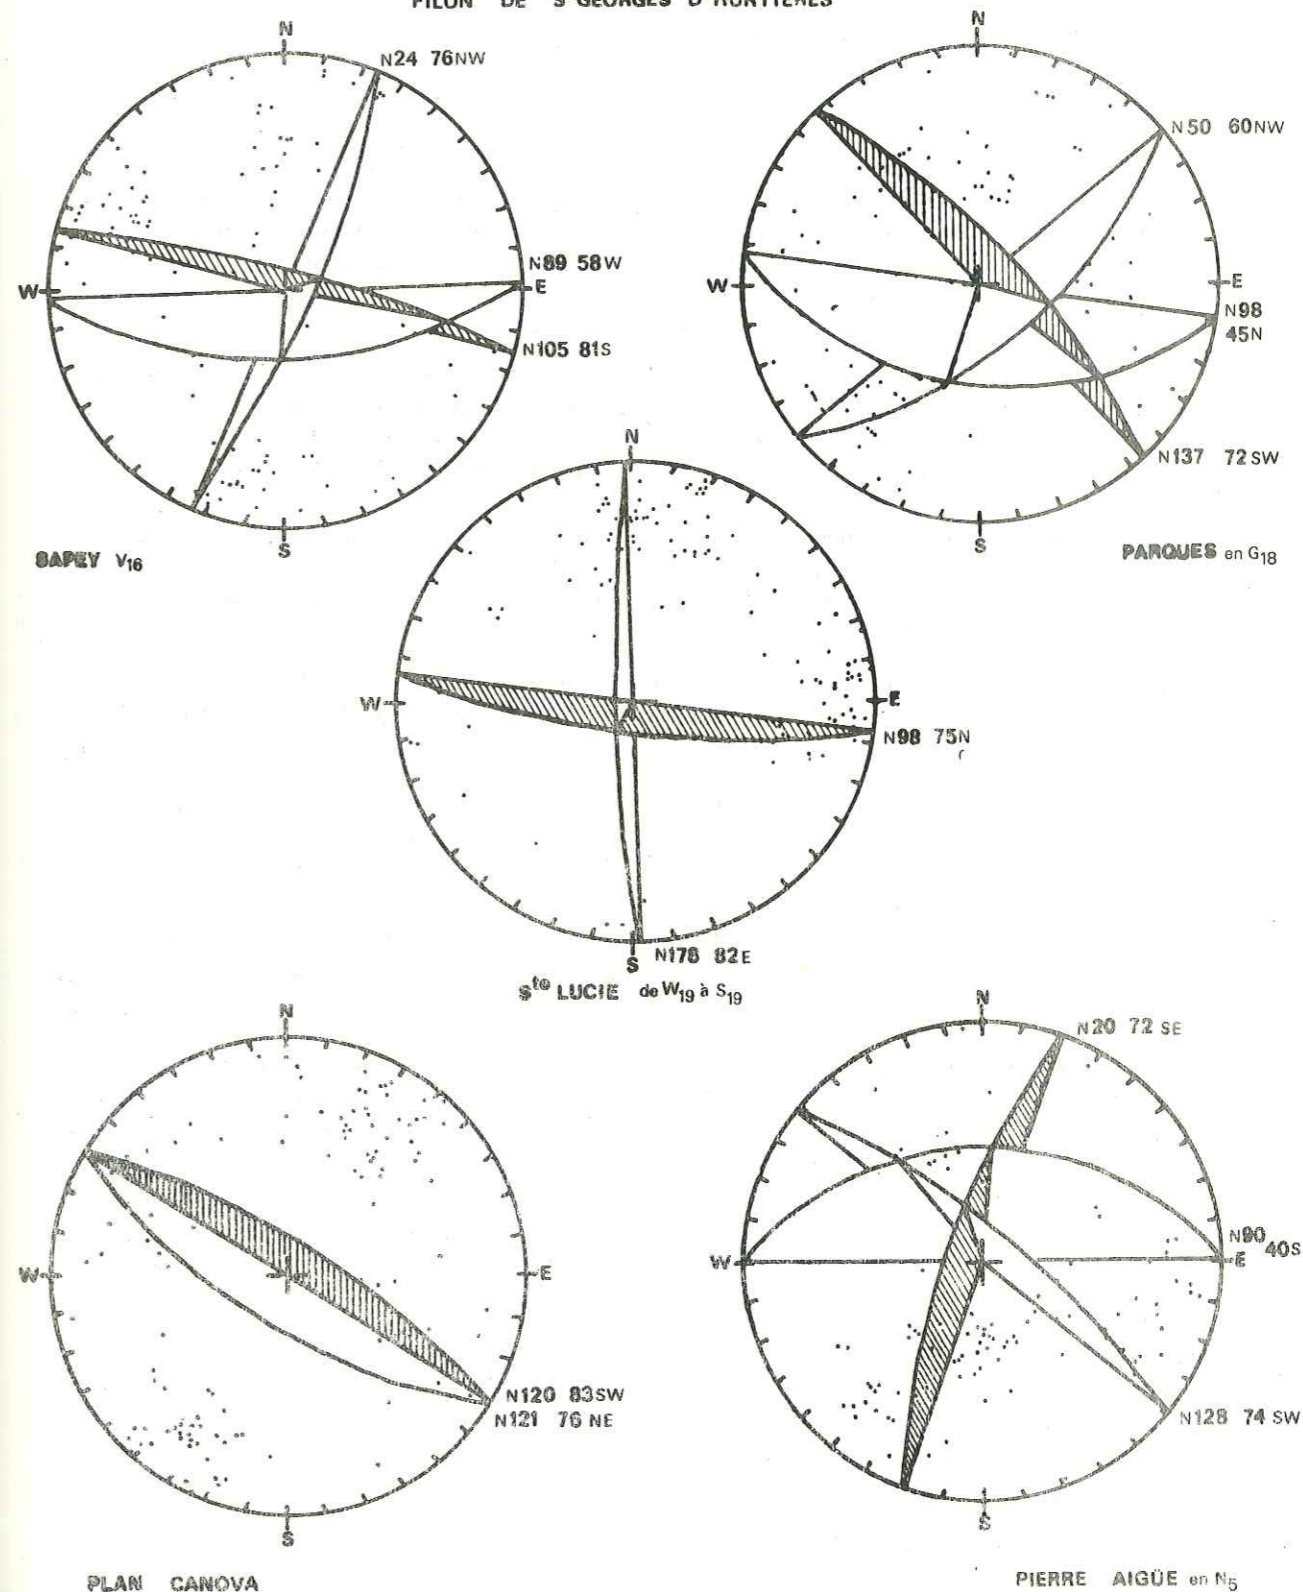 FILON DE S GEORGES D'HURTIERES
N
N24 76NW
W
N89 58W
E
N105 81S
S
SAPEY V16
N
N50 60NW
W
E
N98
45N
N137 72SW
S
PARQUES en G18
N
W
E
N98 75N
N178 82E
S
Ste LUCIE de W19 à S19
N
W
E
N120 83SW
N121 76 NE
S
PLAN CANOVA
N
N20 72 SE
W
N90
E 40S
N128 74 SW
S
PIERRE AIGÜE en N5